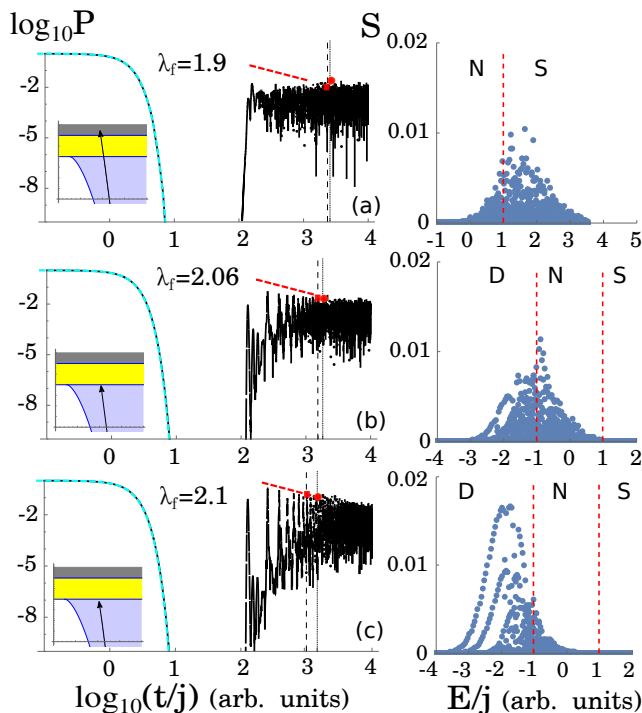 log₁₀P
S
λf=1.9
-2
-5
-8
(a)
0 1 2 3 4
0.02
0.01
0
N S
-1 0 1 2 3 4 5
λf=2.06
-2
-5
-8
(b)
0 1 2 3 4
0.02
0.01
0
D N S
-4 -3 -2 -1 0 1 2
λf=2.1
-2
-5
-8
(c)
0 1 2 3 4
0.02
0.01
0
D N S
-4 -3 -2 -1 0 1 2
log₁₀(t/j) (arb. units)
E/j (arb. units)